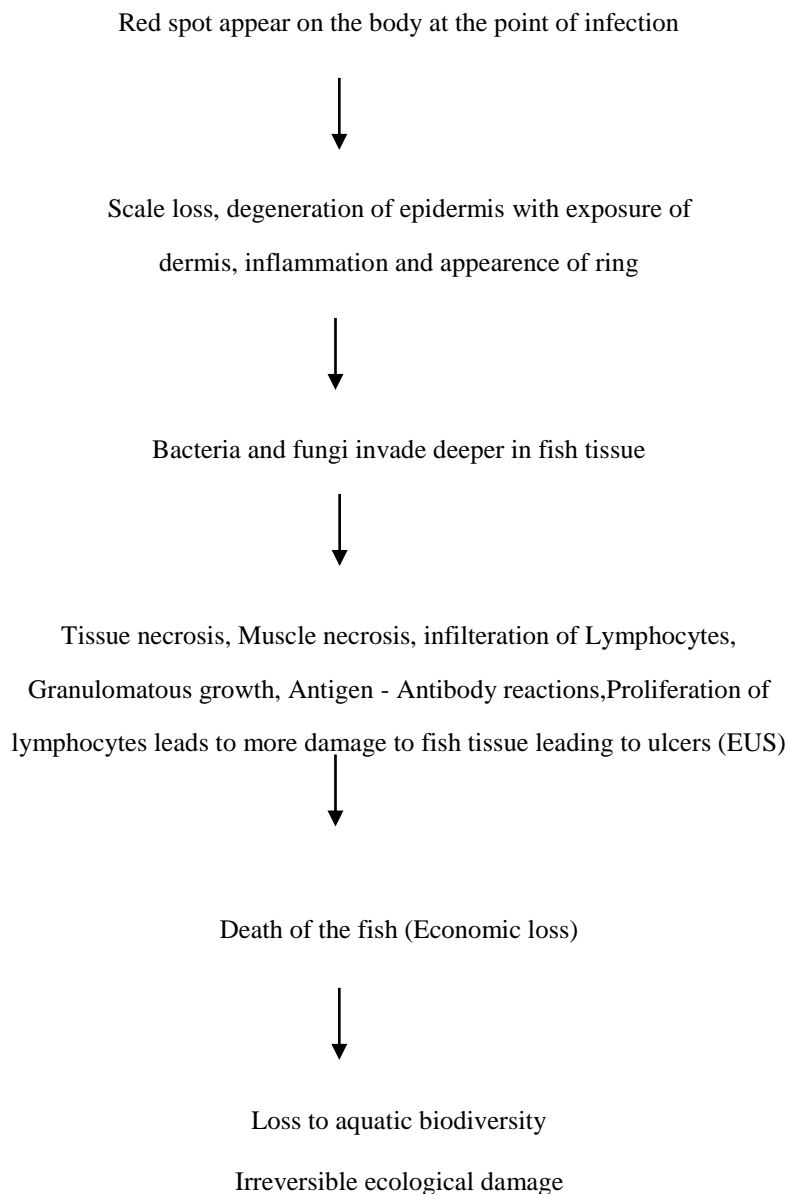 Red spot appear on the body at the point of infection
Scale loss, degeneration of epidermis with exposure of
dermis, inflammation and appearence of ring
Bacteria and fungi invade deeper in fish tissue
Tissue necrosis, Muscle necrosis, infilteration of Lymphocytes,
Granulomatous growth, Antigen - Antibody reactions,Proliferation of
lymphocytes leads to more damage to fish tissue leading to ulcers (EUS)
Death of the fish (Economic loss)
Loss to aquatic biodiversity
Irreversible ecological damage